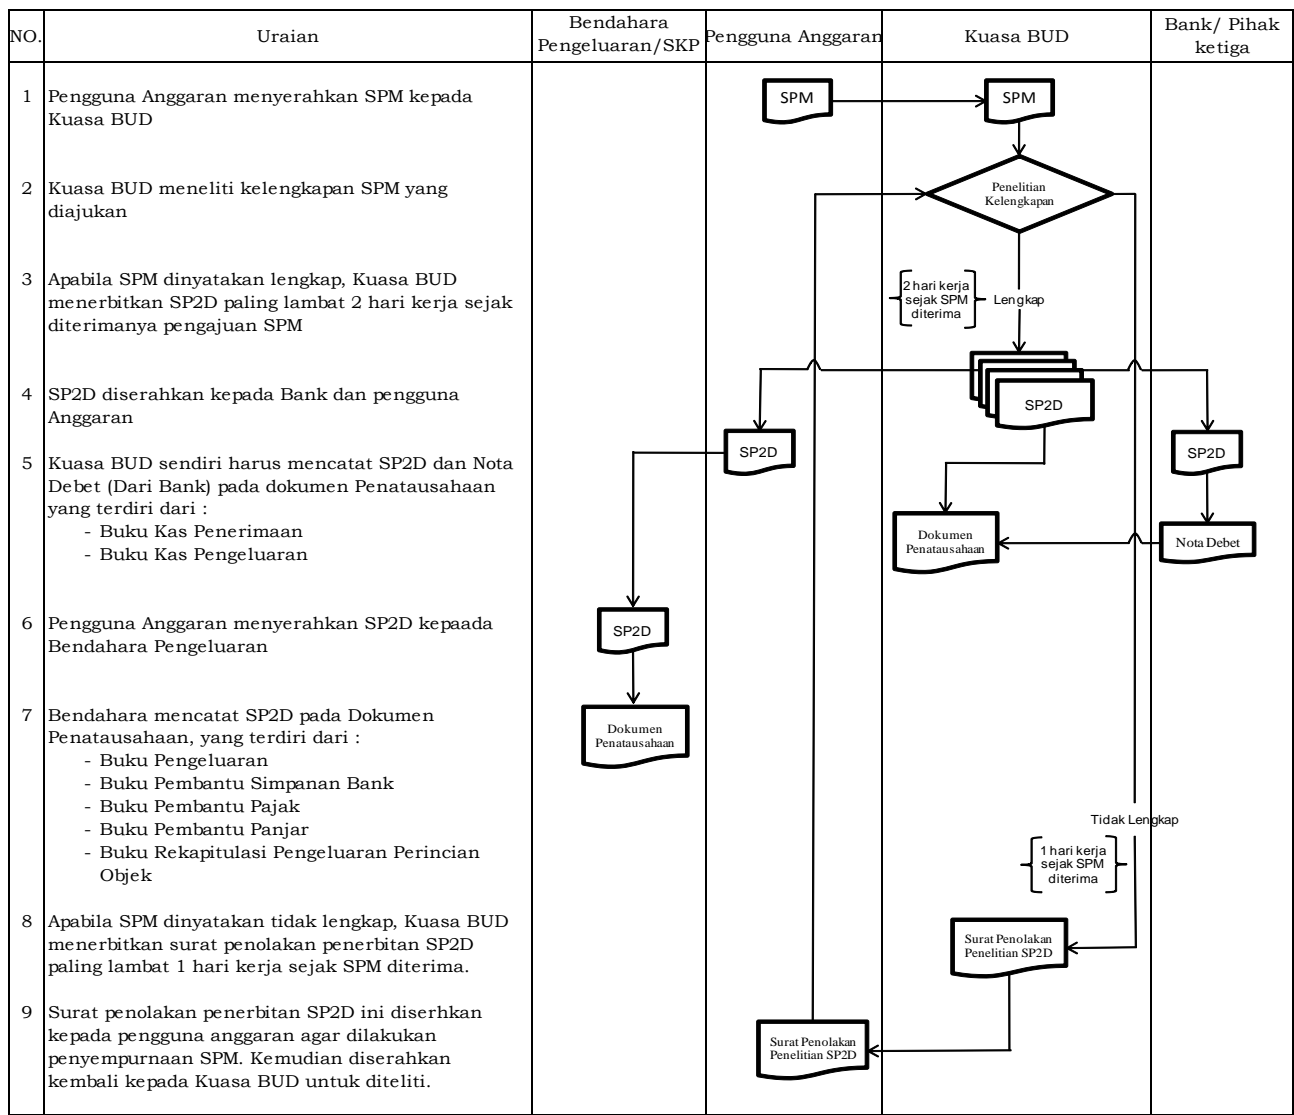 NO.
Uraian
Bendahara
Pengeluaran/SKP
Pengguna Anggaran
Kuasa BUD
Bank/ Pihak
ketiga
1 Pengguna Anggaran menyerahkan SPM kepada
Kuasa BUD
SPM
SPM
2 Kuasa BUD meneliti kelengkapan SPM yang
diajukan
Penelitian
Kelengkapan
3 Apabila SPM dinyatakan lengkap, Kuasa BUD
menerbitkan SP2D paling lambat 2 hari kerja sejak
diterimanya pengajuan SPM
2 hari kerja
sejak SPM
diterima
Lengkap
4 SP2D diserahkan kepada Bank dan pengguna
Anggaran
SP2D
SP2D
SP2D
5 Kuasa BUD sendiri harus mencatat SP2D dan Nota
Debet (Dari Bank) pada dokumen Penatausahaan
yang terdiri dari :
- Buku Kas Penerimaan
- Buku Kas Pengeluaran
Dokumen
Penatausahaan
Nota Debet
6 Pengguna Anggaran menyerahkan SP2D kepaada
Bendahara Pengeluaran
SP2D
7 Bendahara mencatat SP2D pada Dokumen
Penatausahaan, yang terdiri dari :
- Buku Pengeluaran
- Buku Pembantu Simpanan Bank
- Buku Pembantu Pajak
- Buku Pembantu Panjar
- Buku Rekapitulasi Pengeluaran Perincian
Objek
Dokumen
Penatausahaan
Tidak Lengkap
1 hari kerja
sejak SPM
diterima
8 Apabila SPM dinyatakan tidak lengkap, Kuasa BUD
menerbitkan surat penolakan penerbitan SP2D
paling lambat 1 hari kerja sejak SPM diterima.
Surat Penolakan
Penelitian SP2D
9 Surat penolakan penerbitan SP2D ini diserhkan
kepada pengguna anggaran agar dilakukan
penyempurnaan SPM. Kemudian diserahkan
kembali kepada Kuasa BUD untuk diteliti.
Surat Penolakan
Penelitian SP2D